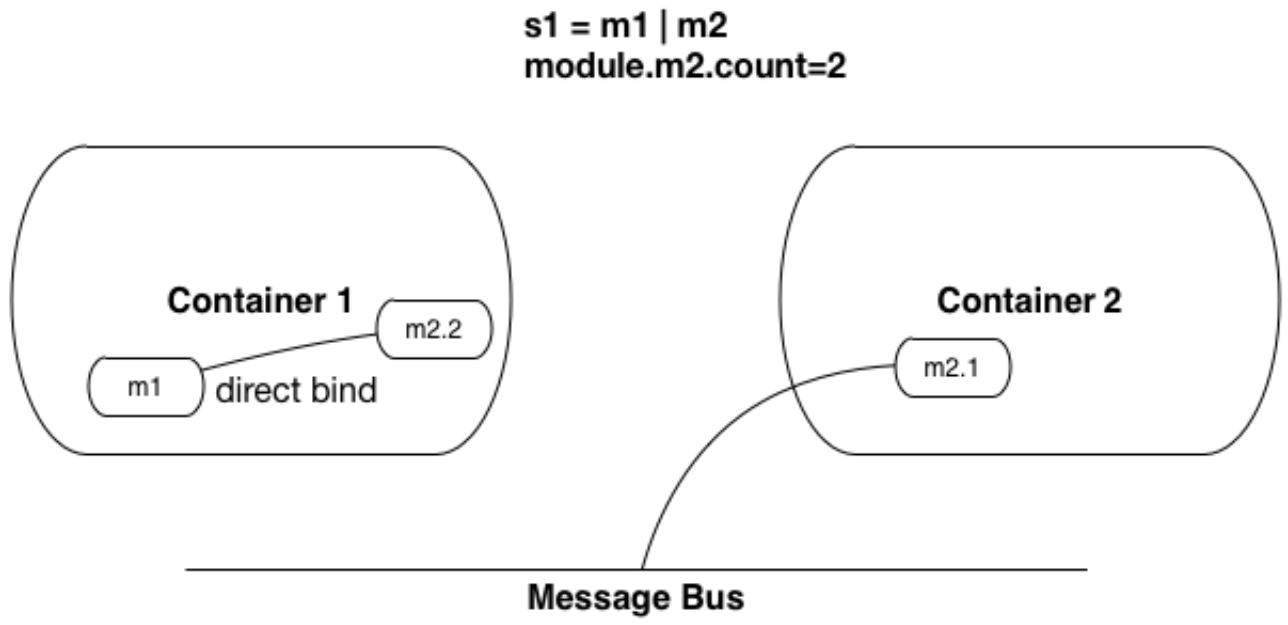 s1 = m1 | m2
module.m2.count=2
Container 1
m2.2
m1
direct bind
Container 2
m2.1
Message Bus